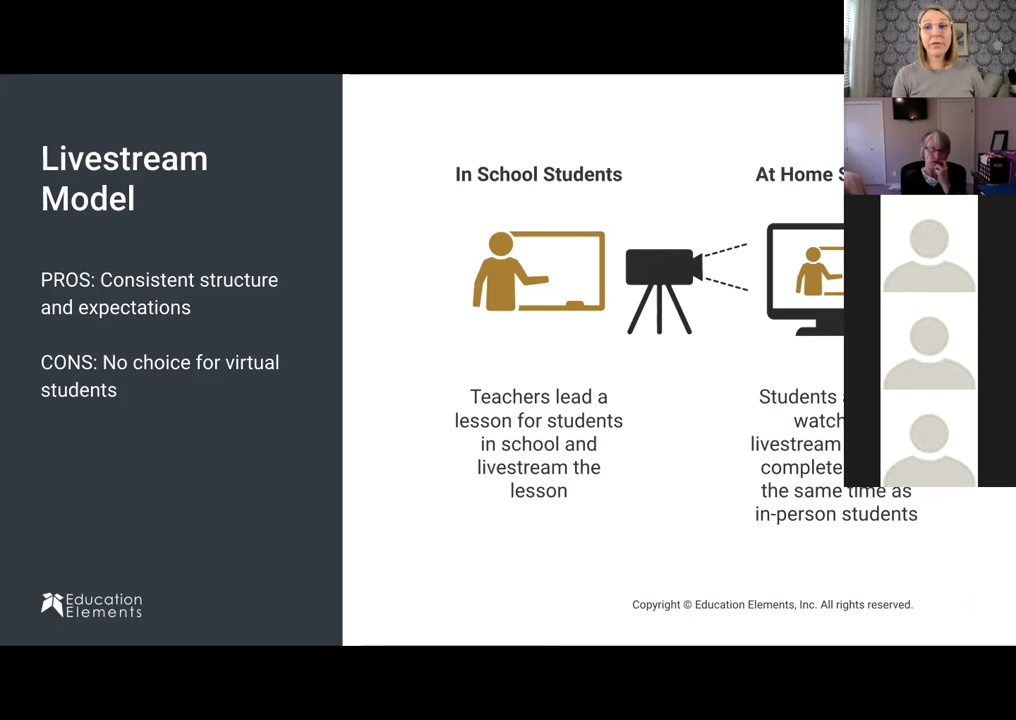 Livestream
Model
PROS: Consistent structure
and expectations
CONS: No choice for virtual
students
In School Students
At Home
Teachers lead a
lesson for students
in school and
livestream the
lesson
Students
watch
livestream
complete
the same time as
in-person students
Education
Elements
Copyright © Education Elements, Inc. All rights reserved.